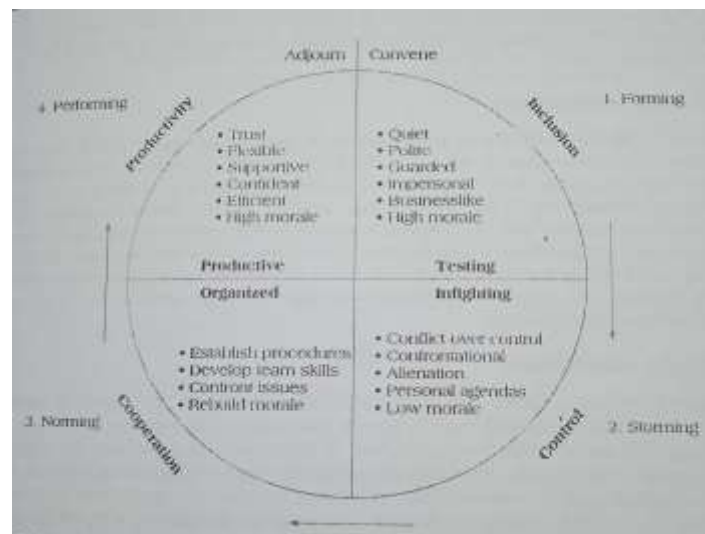 Adjourn
Convene
4. Performing
Productivity
Inclusion
1. Forming
• Trust
• Flexible
• Supportive
• Confident
• Efficient
• High morale
• Quiet
• Polite
• Guarded
• Impersonal
• Businesslike
• High morale
Productive
Testing
Organized
Infighting
• Establish procedures
• Develop team skills
• Confront issues
• Rebuild morale
• Conflict over control
• Confrontational
• Alienation
• Personal agendas
• Low morale
3. Norming
Cooperation
Control
2. Storming